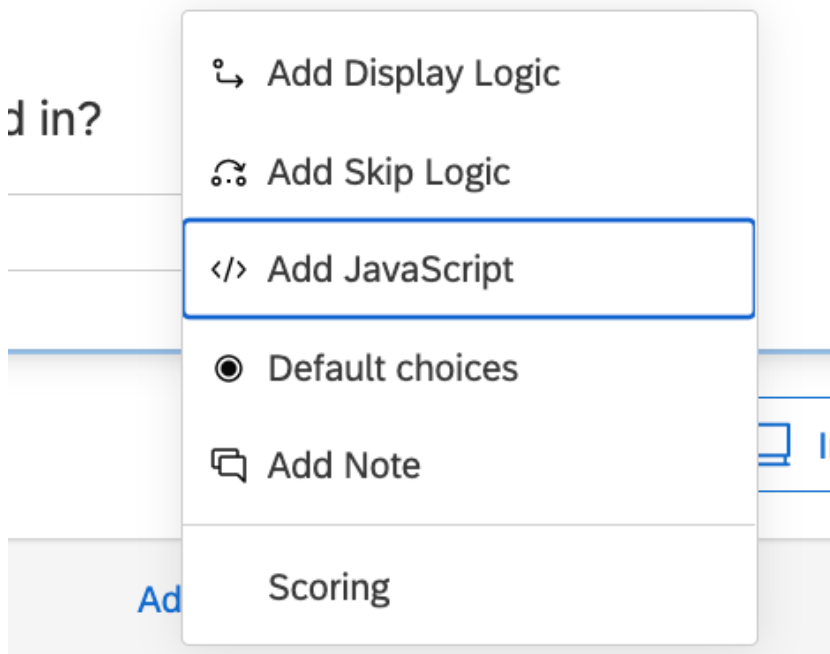 Add Display Logic
d in?
Add Skip Logic
Add JavaScript
Default choices
Add Note
Ad
Scoring